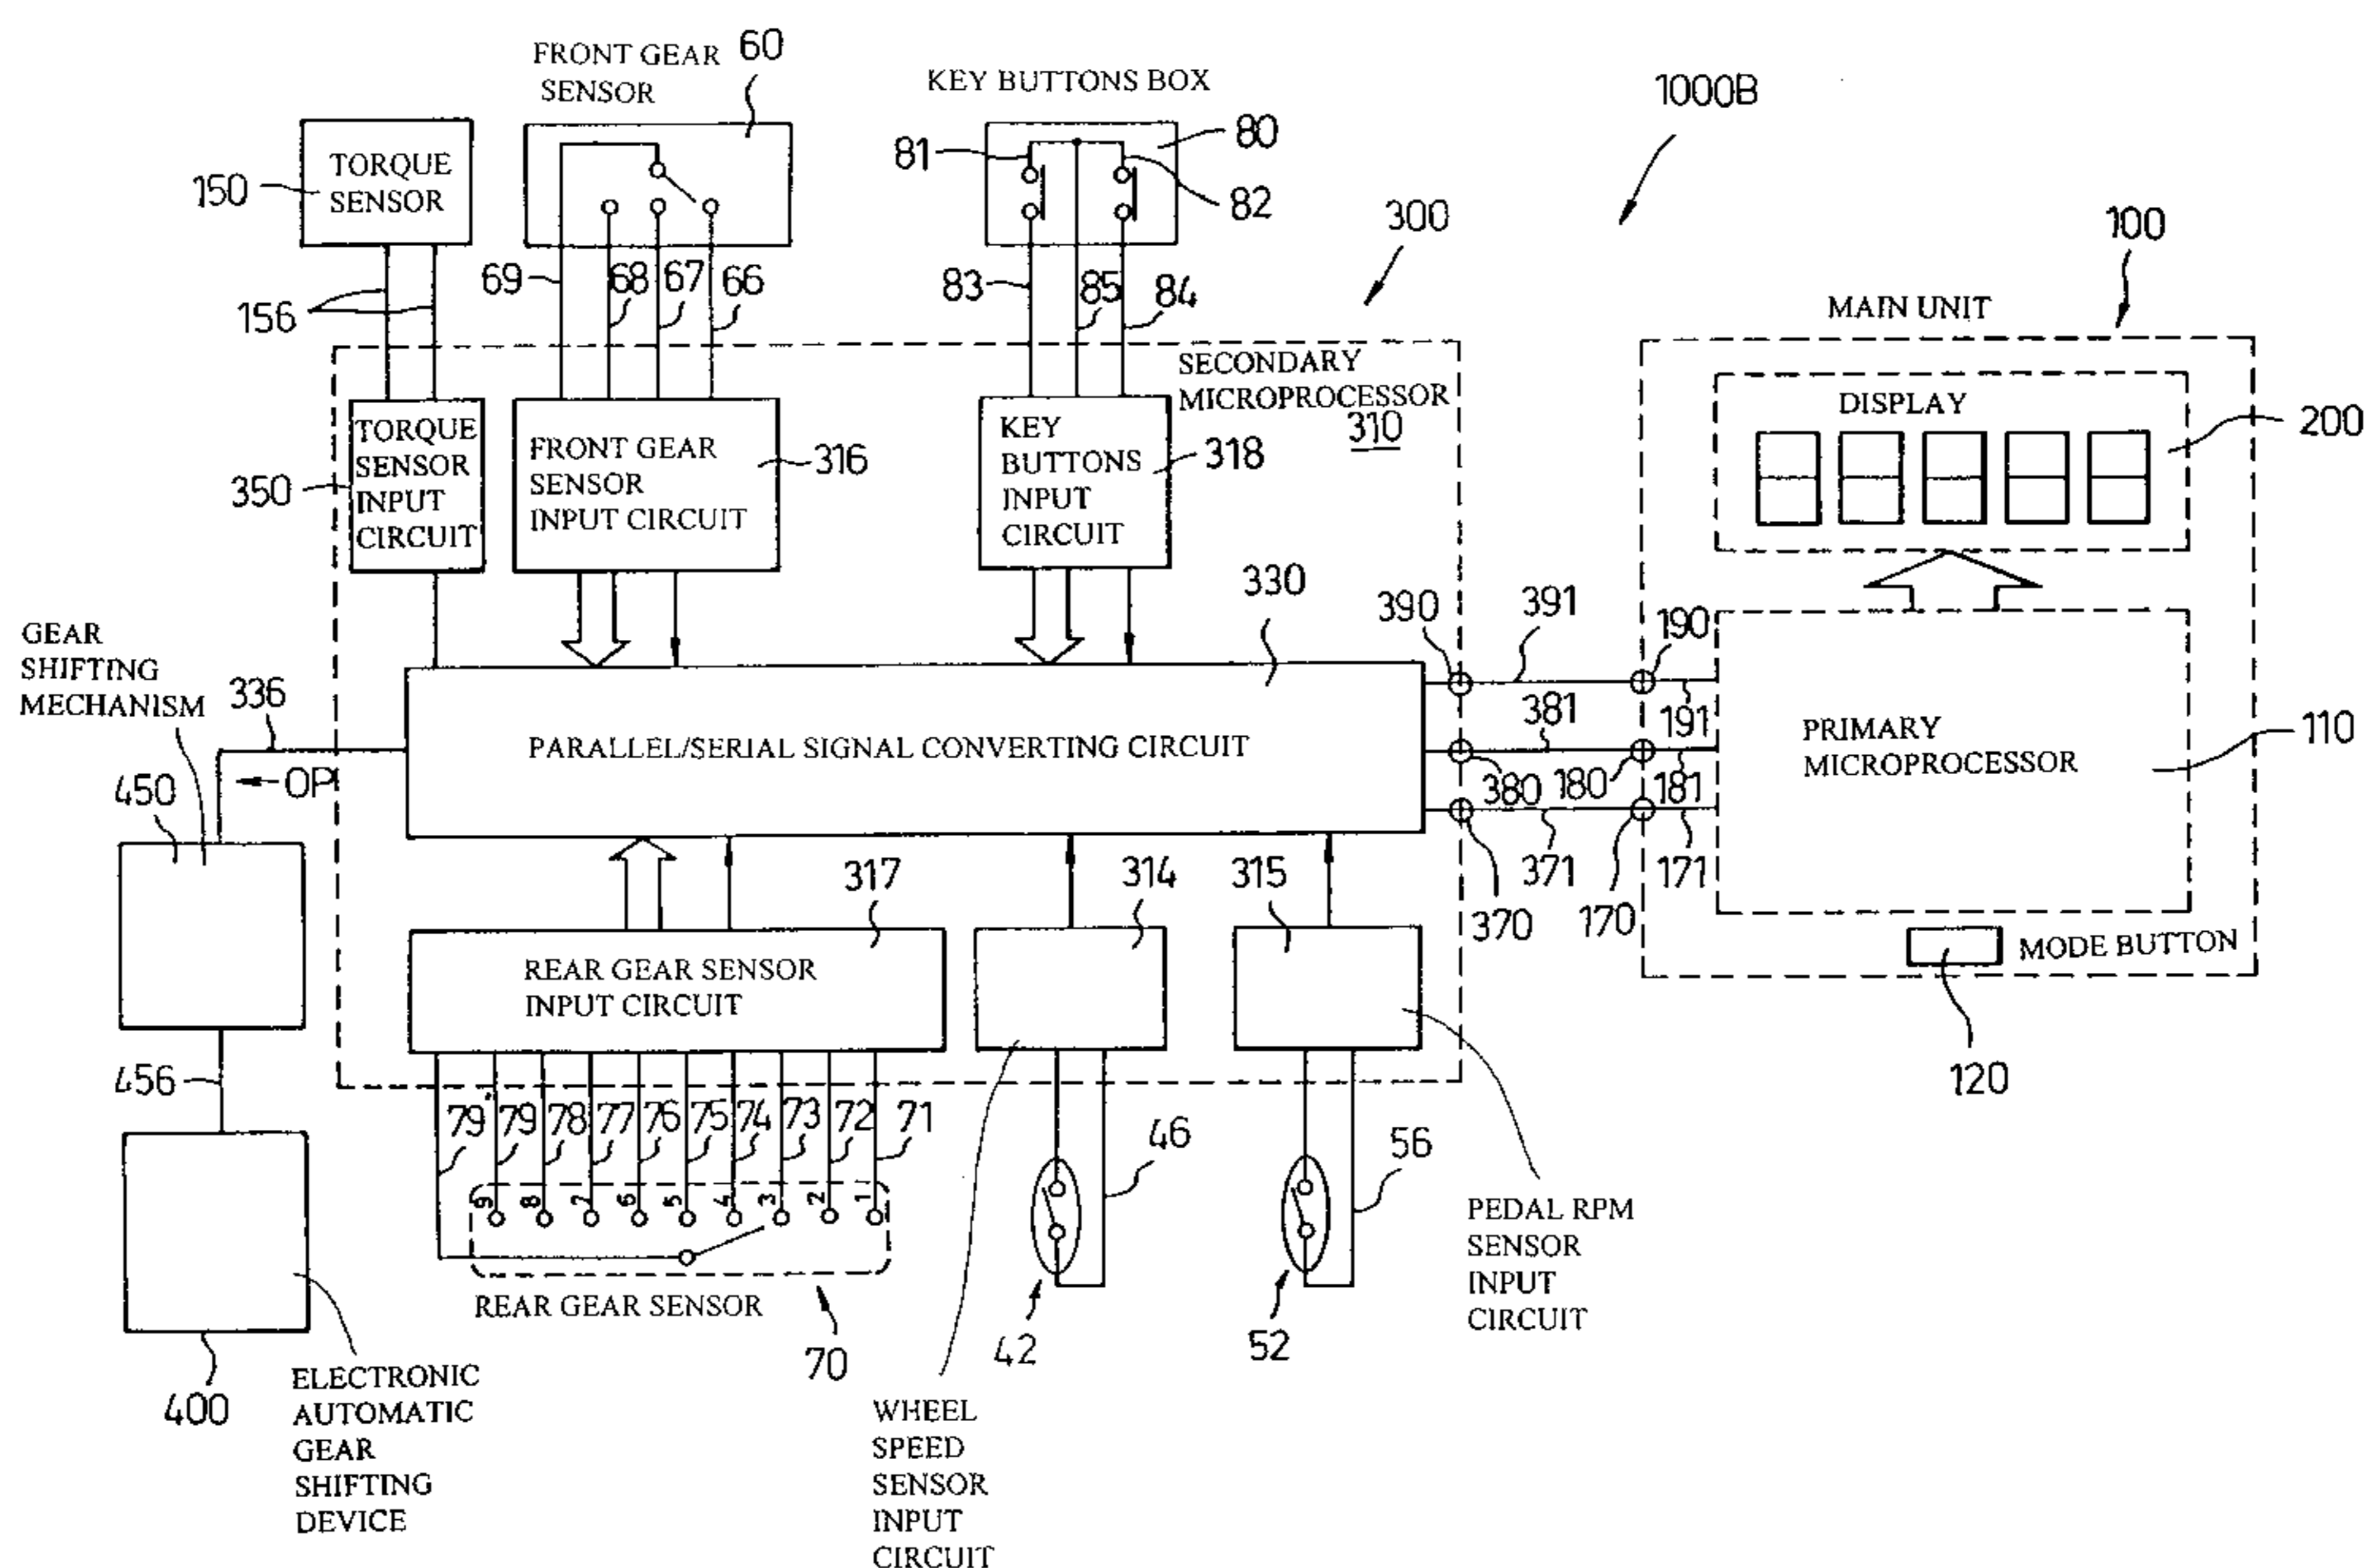 FRONT GEAR
SENSOR
60
KEY BUTTONS BOX
1000B
TORQUE
SENSOR
150
81
80
82
300
100
69
68
67
66
83
85
84
156
MAIN UNIT
SECONDARY
MICROPROCESSOR
310
DISPLAY
200
TORQUE
SENSOR
INPUT
CIRCUIT
350
FRONT GEAR
SENSOR
INPUT CIRCUIT
316
KEY
BUTTONS
INPUT
CIRCUIT
318
330
390
391
190
GEAR
SHIFTING
MECHANISM
336
381
191
PARALLEL/SERIAL SIGNAL CONVERTING CIRCUIT
PRIMARY
MICROPROCESSOR
110
OP
450
380
180
181
317
314
315
371
171
370
170
REAR GEAR SENSOR
INPUT CIRCUIT
MODE BUTTON
120
456
79"
79
78
77
76
75
74
73
72
71
46
56
9
8
7
6
5
4
3
2
1
REAR GEAR SENSOR
70
42
52
PEDAL RPM
SENSOR
INPUT
CIRCUIT
400
ELECTRONIC
AUTOMATIC
GEAR
SHIFTING
DEVICE
WHEEL
SPEED
SENSOR
INPUT
CIRCUIT